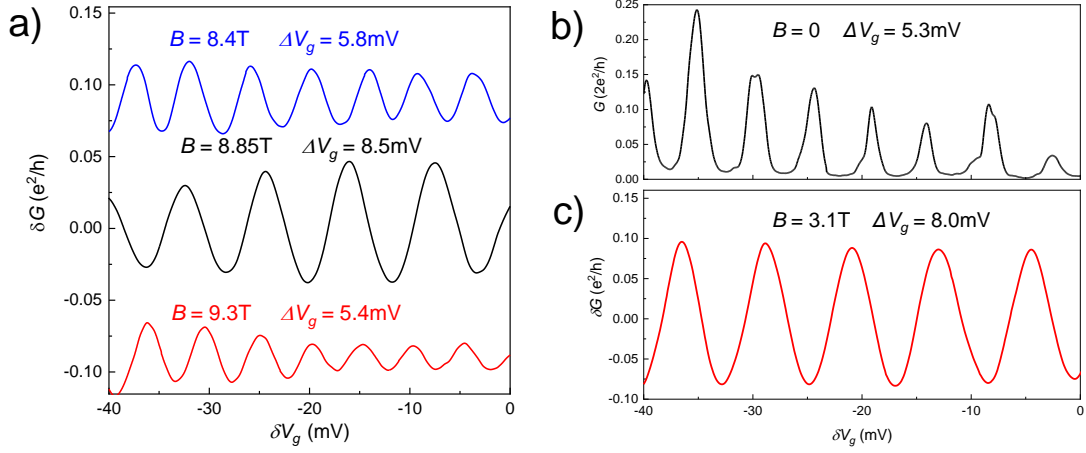 a)
B = 8.4T ΔVg = 5.8mV
B = 8.85T ΔVg = 8.5mV
B = 9.3T ΔVg = 5.4mV
0.15
0.10
0.05
0.00
-0.05
-0.10
δG (e²/h)
-40 -30 -20 -10 0
δVg (mV)
b)
B = 0 ΔVg = 5.3mV
0.25
0.20
0.15
0.10
0.05
0.00
G (2e²/h)
c)
B = 3.1T ΔVg = 8.0mV
0.10
0.05
0.00
-0.05
-0.10
δG (e²/h)
-40 -30 -20 -10 0
δVg (mV)